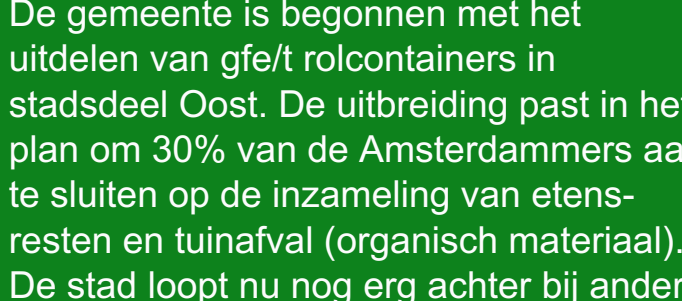 De gemeente is begonnen met het
uitdelen van gfe/t rolcontainers in
stadsdeel Oost. De uitbreiding past in het
plan om 30% van de Amsterdammers aa
te sluiten op de inzameling van etens-
resten en tuinafval (organisch materiaal).
De stad loopt nu nog erg achter bij ander